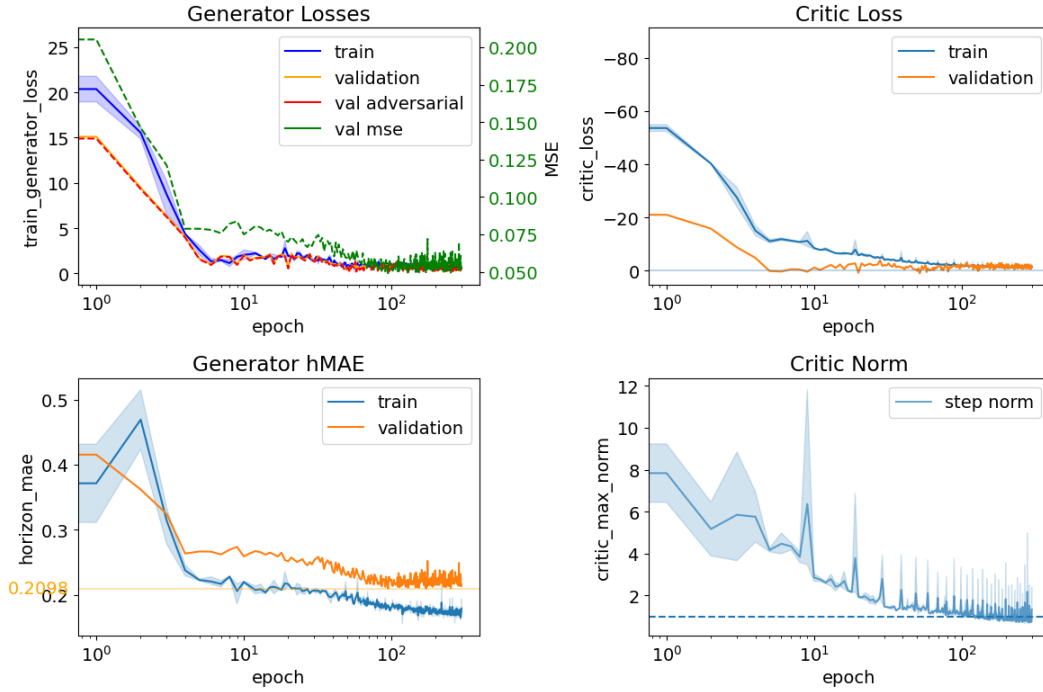 Generator Losses
25
20
15
10
5
0
train_generator_loss
train
validation
val adversarial
val mse
0.200
0.175
0.150
0.125
0.100
0.075
0.050
MSE
10^0
10^1
10^2
epoch
Critic Loss
−80
−60
−40
−20
0
critic_loss
train
validation
10^0
10^1
10^2
epoch
Generator hMAE
0.5
0.4
0.3
0.2098
0.2
horizon_mae
train
validation
10^0
10^1
10^2
epoch
Critic Norm
12
10
8
6
4
2
critic_max_norm
step norm
10^0
10^1
10^2
epoch